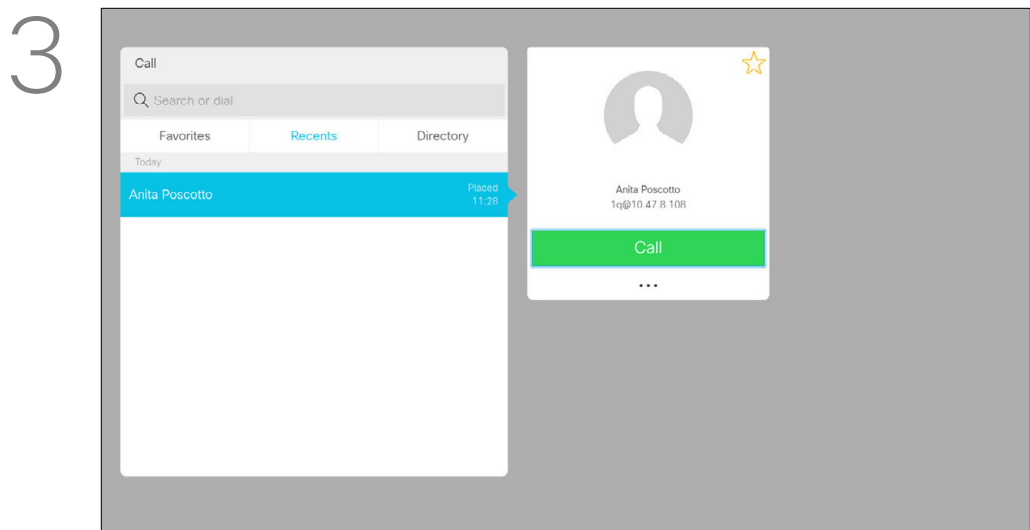 3
Call
Search or dial
Favorites Recents Directory
Today
Anita Poscotto Placed
11:28
Anita Poscotto
1q@10.47.8.108
Call
...